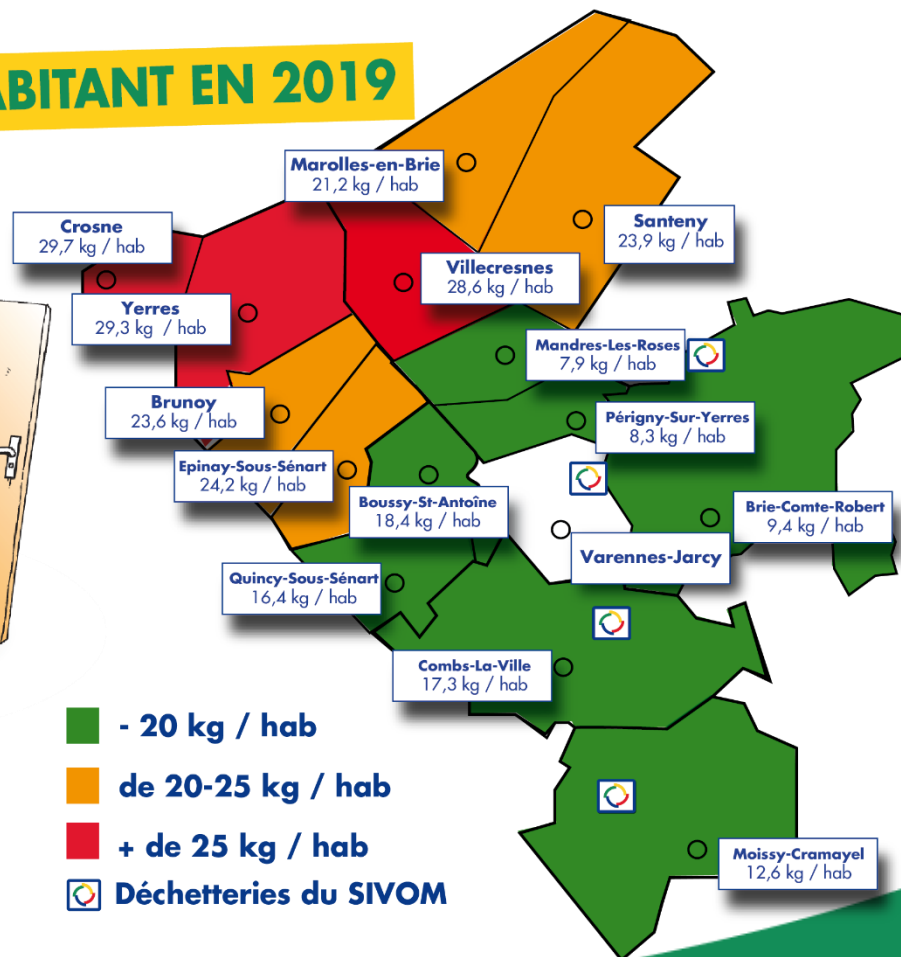 ABITANT EN 2019
Marolles-en-Brie
21,2 kg / hab
Crosne
29,7 kg / hab
Santeny
23,9 kg / hab
Villecresnes
28,6 kg / hab
Yerres
29,3 kg / hab
Mandres-Les-Roses
7,9 kg / hab
Brunoy
23,6 kg / hab
Périgny-Sur-Yerres
8,3 kg / hab
Epinay-Sous-Sénart
24,2 kg / hab
Boussy-St-Antoîne
18,4 kg / hab
Brie-Comte-Robert
9,4 kg / hab
Varennes-Jarcy
Quincy-Sous-Sénart
16,4 kg / hab
Combs-La-Ville
17,3 kg / hab
- 20 kg / hab
de 20-25 kg / hab
+ de 25 kg / hab
Déchetteries du SIVOM
Moissy-Cramayel
12,6 kg / hab